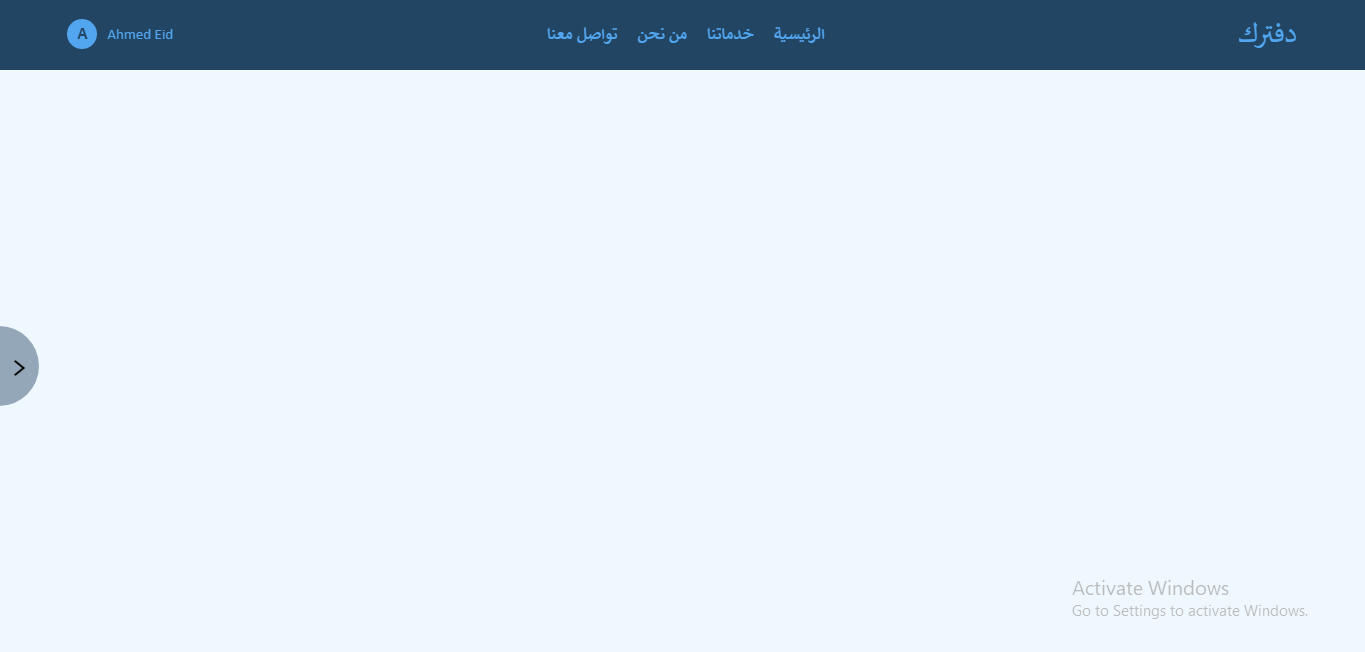 دفترك
الرئيسية خدماتنا من نحن تواصل معنا
Ahmed Eid
A
Activate Windows
Go to Settings to activate Windows.